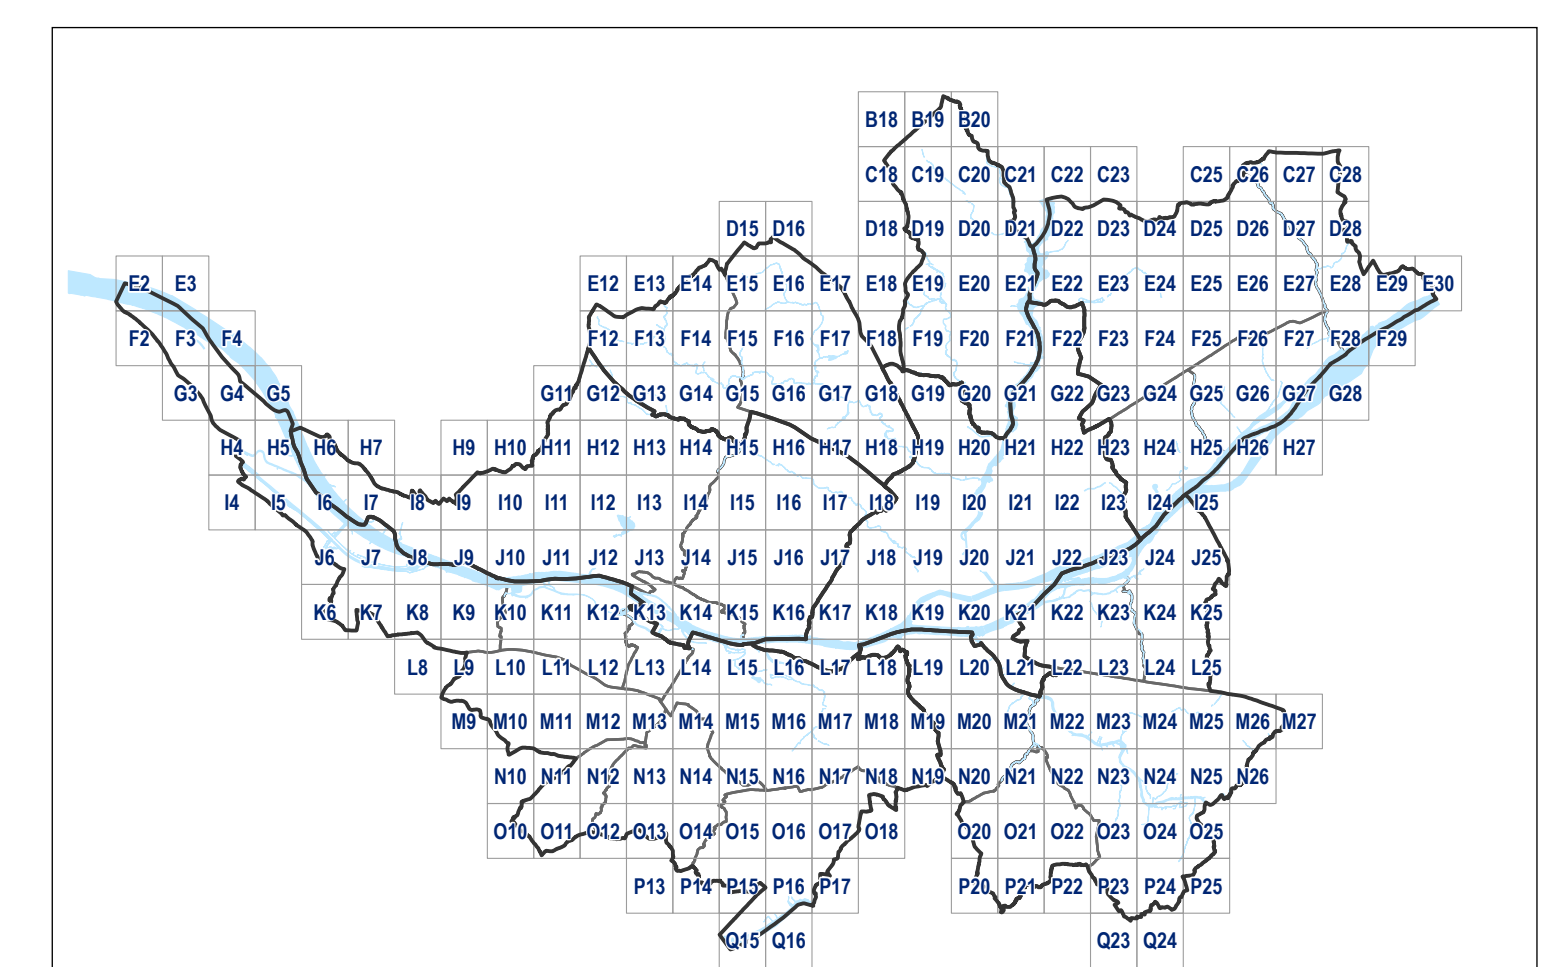 B18 B19 B20
C18 C19 C20 C21 C22 C23 C25 C26 C27 C28
D15 D16 D18 D19 D20 D21 D22 D23 D24 D25 D26 D27 D28
E2 E3 E12 E13 E14 E15 E16 E17 E18 E19 E20 E21 E22 E23 E24 E25 E26 E27 E28 E29 E30
F2 F3 F4 F12 F13 F14 F15 F16 F17 F18 F19 F20 F21 F22 F23 F24 F25 F26 F27 F28 F29
G3 G4 G5 G11 G12 G13 G14 G15 G16 G17 G18 G19 G20 G21 G22 G23 G24 G25 G26 G27 G28
H4 H5 H6 H7 H9 H10 H11 H12 H13 H14 H15 H16 H17 H18 H19 H20 H21 H22 H23 H24 H25 H26 H27
I4 I5 I6 I7 I8 I9 I10 I11 I12 I13 I14 I15 I16 I17 I18 I19 I20 I21 I22 I23 I24 I25
J6 J7 J8 J9 J10 J11 J12 J13 J14 J15 J16 J17 J18 J19 J20 J21 J22 J23 J24 J25
K6 K7 K8 K9 K10 K11 K12 K13 K14 K15 K16 K17 K18 K19 K20 K21 K22 K23 K24 K25
L8 L9 L10 L11 L12 L13 L14 L15 L16 L17 L18 L19 L20 L21 L22 L23 L24 L25
M9 M10 M11 M12 M13 M14 M15 M16 M17 M18 M19 M20 M21 M22 M23 M24 M25 M26 M27
N10 N11 N12 N13 N14 N15 N16 N17 N18 N19 N20 N21 N22 N23 N24 N25 N26
O10 O11 O12 O13 O14 O15 O16 O17 O18 O20 O21 O22 O23 O24 O25
P13 P14 P15 P16 P17 P20 P21 P22 P23 P24 P25
Q15 Q16 Q23 Q24